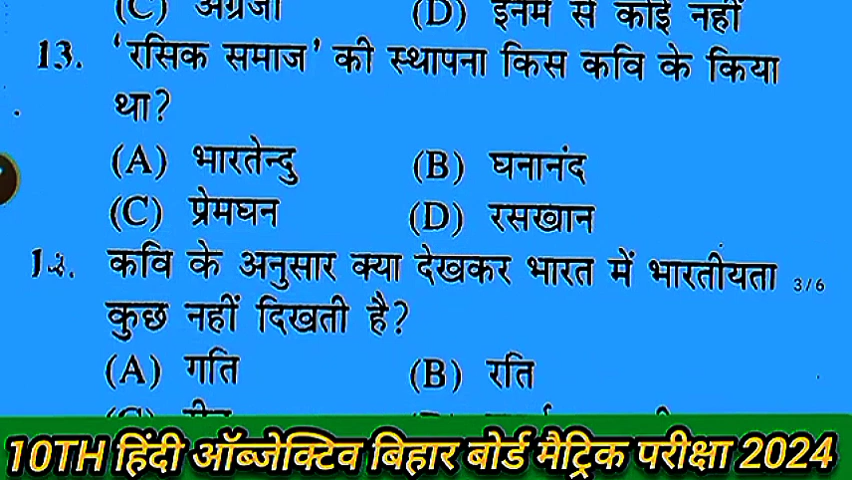 (C) अंग्रेजी (D) इनमें से कोई नहीं
13. 'रसिक समाज' की स्थापना किस कवि के किया
था?
(A) भारतेन्दु (B) घनानंद
(C) प्रेमघन (D) रसखान
कवि के अनुसार क्या देखकर भारत में भारतीयता 3/6
कुछ नहीं दिखती है?
(A) गति (B) रति
10TH हिंदी ऑब्जेक्टिव बिहार बोर्ड मैट्रिक परीक्षा 2024